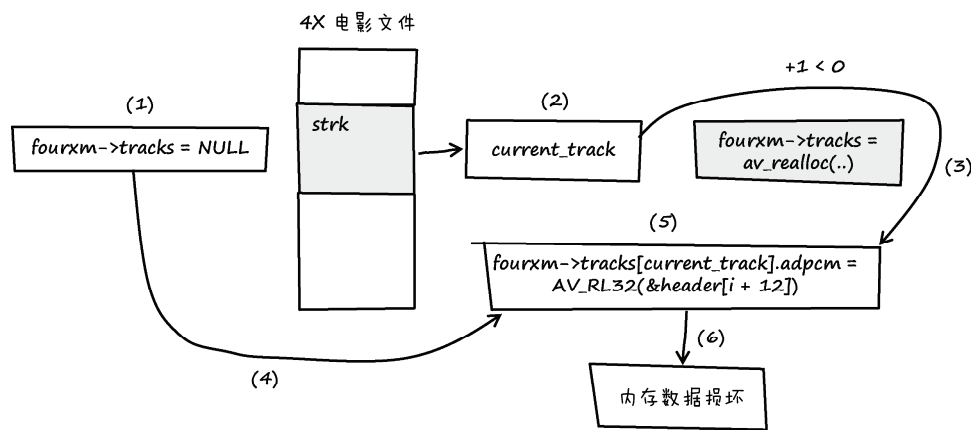 4X 电影文件
+1 < 0
(1)
(2)
fourxm->tracks = NULL
strk
current_track
fourxm->tracks =
av_realloc(..)
(3)
(5)
fourxm->tracks[current_track].adpcm =
AV_RL32(&header[i + 12])
(4)
(6)
内存数据损坏